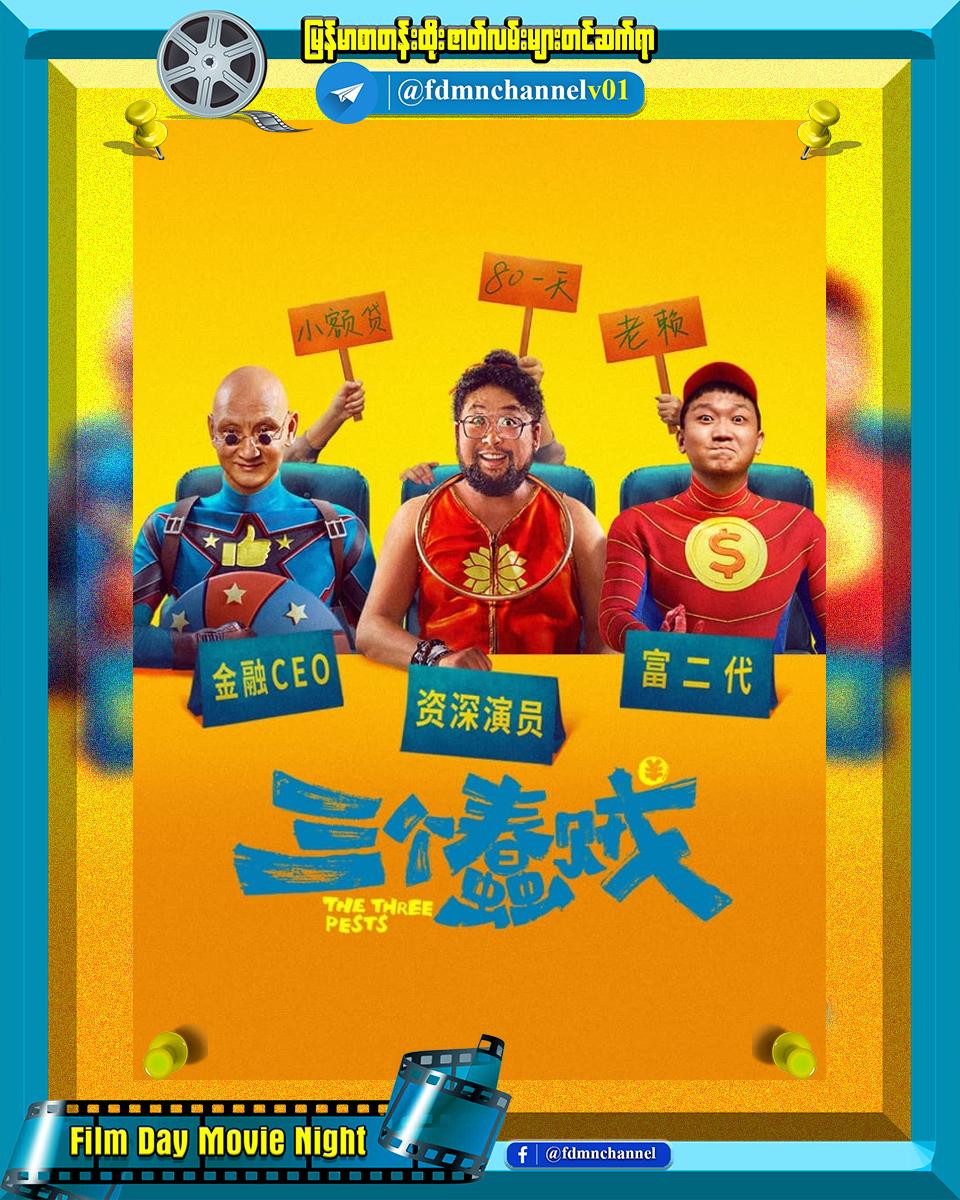 မြန်မာစာတန်းထိုးဇာတ်လမ်းများတင်ဆက်ရာ
@fdmnchannelv01
80一天
小额贷
老赖
$
金融CEO
资深演员
富二代
三个蠢贼
THE THREE
PESTS
Film Day Movie Night
f
@fdmnchannel